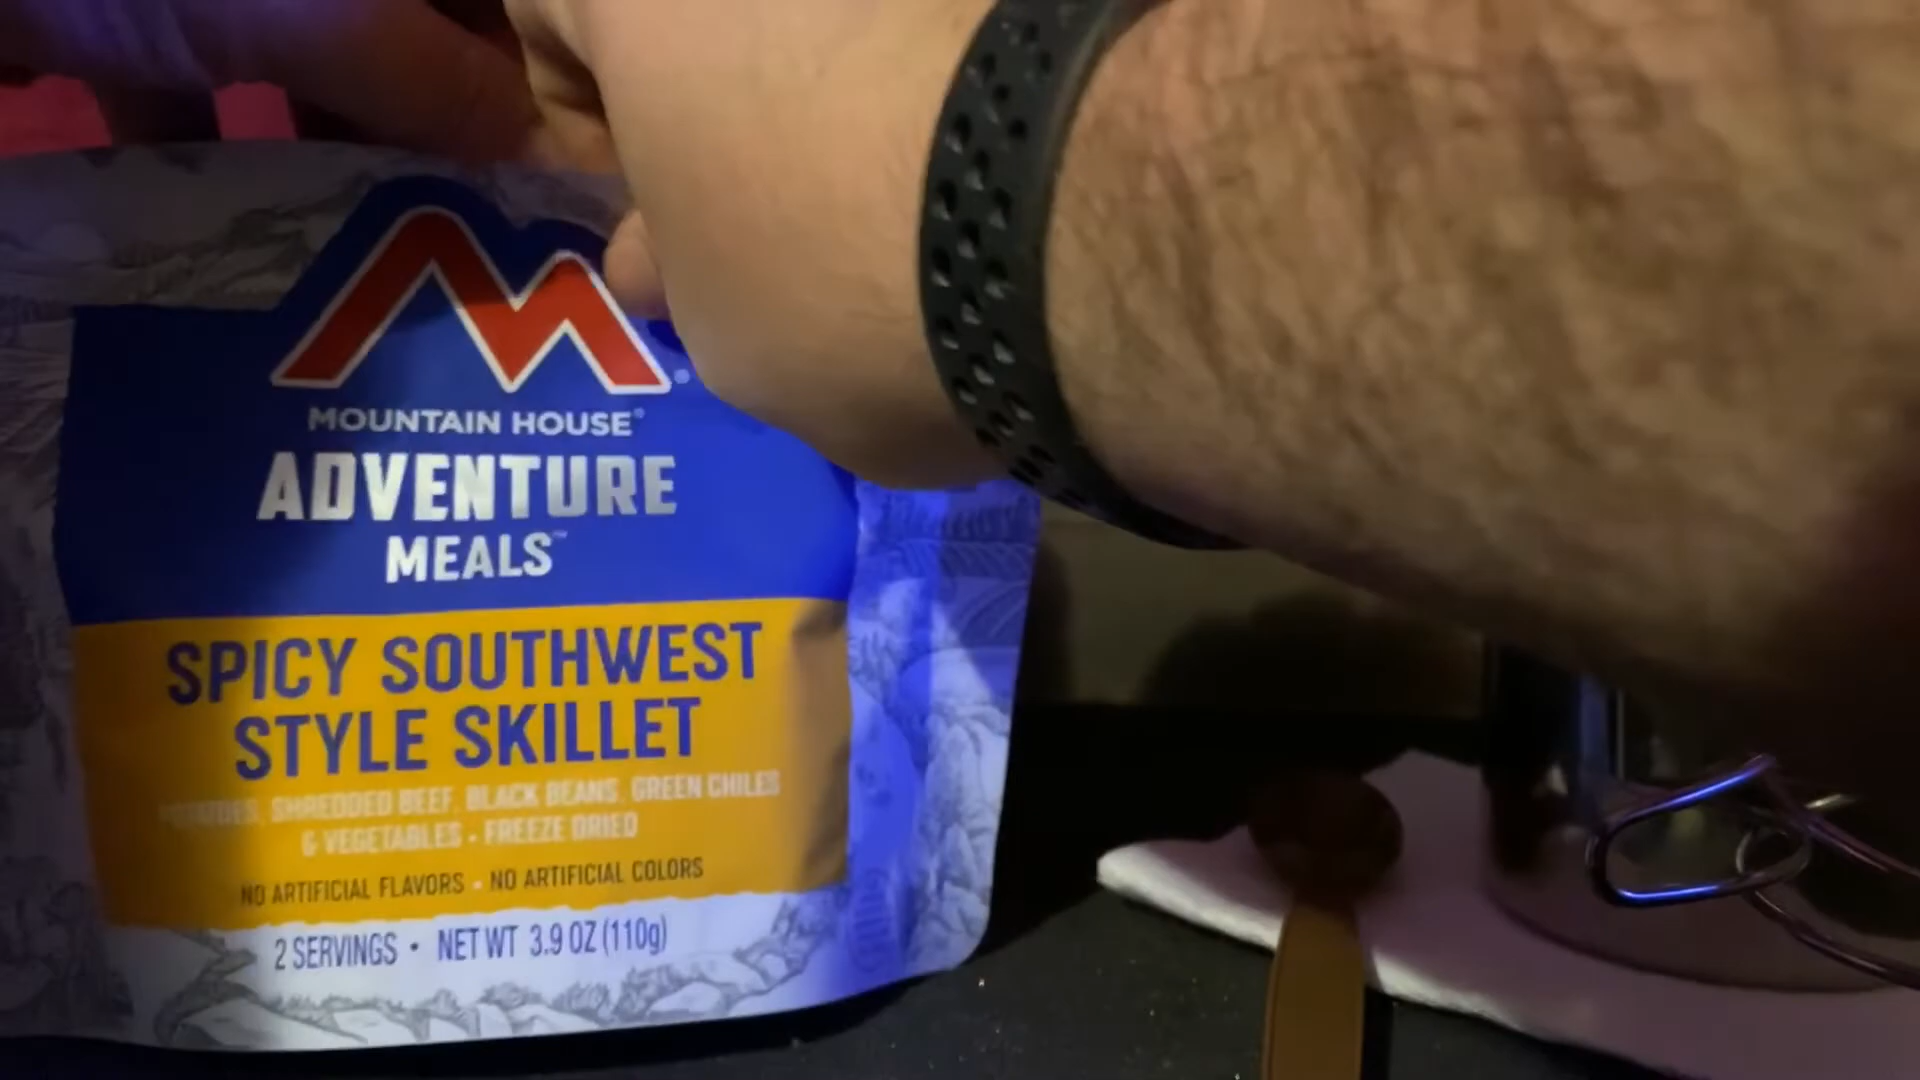 MOUNTAIN HOUSE®
ADVENTURE
MEALS™
SPICY SOUTHWEST
STYLE SKILLET
POTATOES, SHREDDED BEEF, BLACK BEANS, GREEN CHILES
& VEGETABLES • FREEZE DRIED
NO ARTIFICIAL FLAVORS • NO ARTIFICIAL COLORS
2 SERVINGS • NET WT 3.9 OZ (110g)